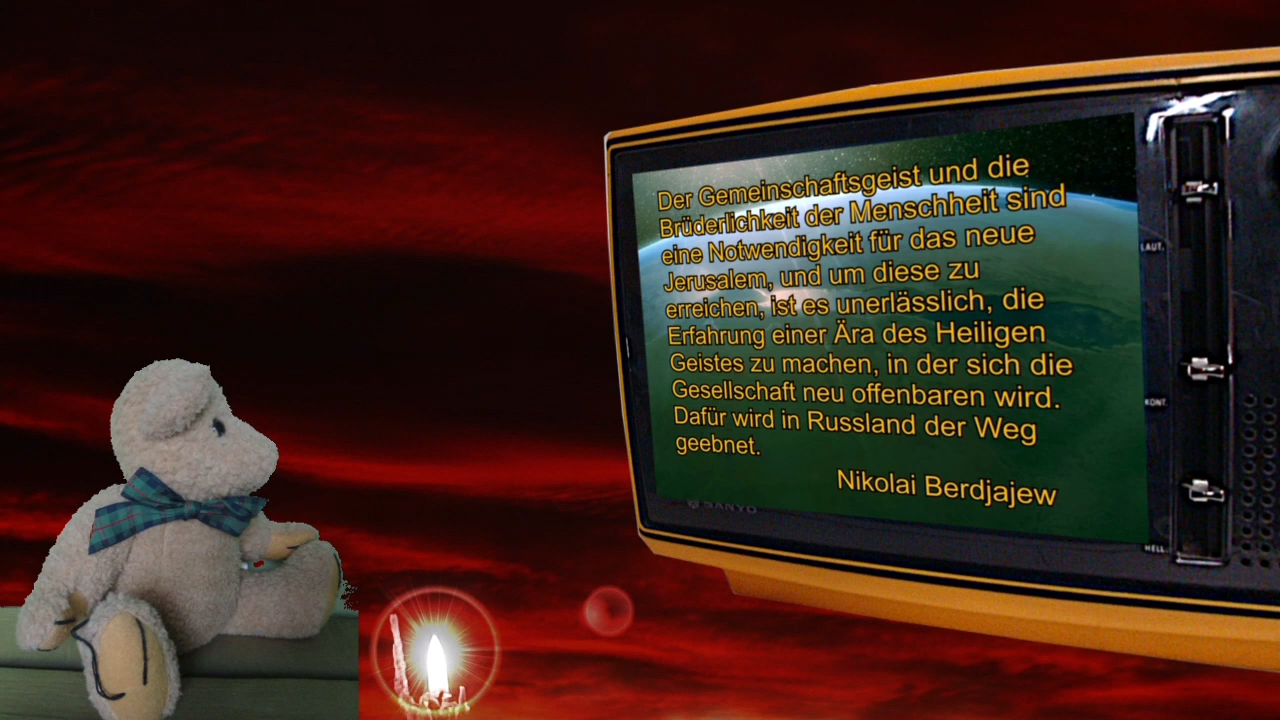 Der Gemeinschaftsgeist und die
Brüderlichkeit der Menschheit sind
eine Notwendigkeit für das neue
Jerusalem, und um diese zu
erreichen, ist es unerlässlich, die
Erfahrung einer Ära des Heiligen
Geistes zu machen, in der sich die
Gesellschaft neu offenbaren wird.
Dafür wird in Russland der Weg
geebnet.
Nikolai Berdjajew
SANYO
LAUT.
KONT.
HELL.